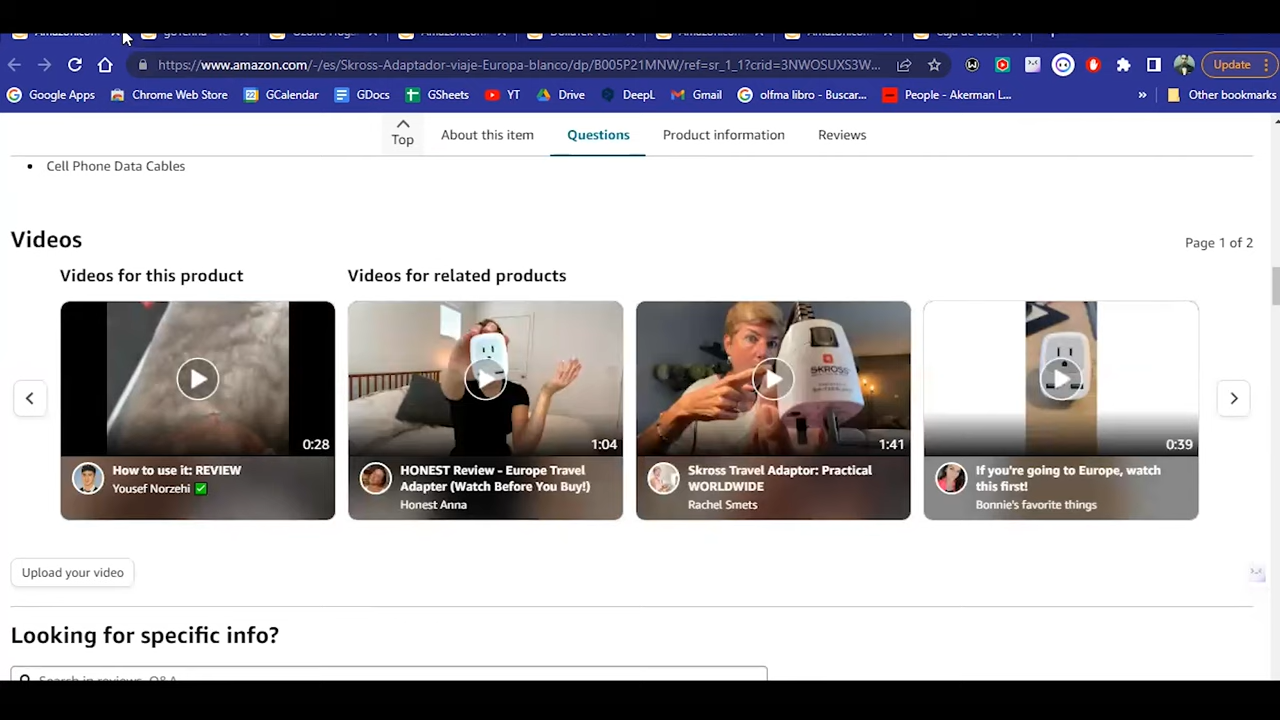 https://www.amazon.com/-/es/Skross-Adaptador-viaje-Europa-blanco/dp/B005P21MNW/ref=sr_1_1?crid=3NWOSUXS3W...
Update
Google Apps
Chrome Web Store
GCalendar
GDocs
GSheets
YT
Drive
DeepL
Gmail
olfma libro - Buscar...
People - Akerman L...
»
Other bookmarks
Top
About this item
Questions
Product information
Reviews
• Cell Phone Data Cables
Videos
Page 1 of 2
Videos for this product
Videos for related products
SKROSS
0:28
1:04
1:41
0:39
How to use it: REVIEW
Yousef Norzehi
HONEST Review - Europe Travel
Adapter (Watch Before You Buy!)
Honest Anna
Skross Travel Adaptor: Practical
WORLDWIDE
Rachel Smets
If you're going to Europe, watch
this first!
Bonnie's favorite things
Upload your video
Looking for specific info?
Search in reviews, Q&A